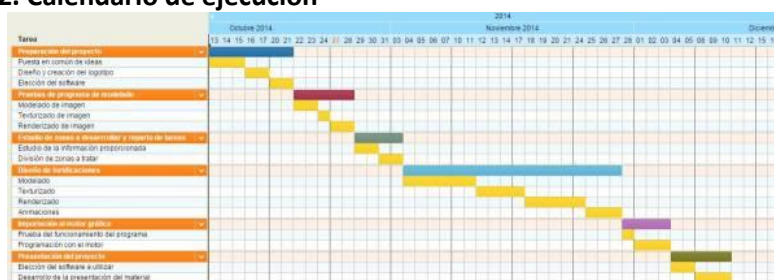 2. Calendario de ejecución
2014
Octubre 2014 Noviembre 2014 Diciemb
Tarea 13 14 15 16 17 20 21 22 23 24 27 28 29 30 31 03 04 05 06 07 10 11 12 13 14 17 18 19 20 21 24 25 26 27 28 01 02 03 04 05 08 09 10 11 12 15
Preparación del proyecto
Puesta en común de ideas
Diseño y creación del logotipo
Elección del software
Pruebas de programa de modelado
Modelado de imagen
Texturizado de imagen
Renderizado de imagen
Estudio de zonas a desarrollar y reparto de tareas
Estudio de la información proporcionada
División de zonas a tratar
Diseño de fortificaciones
Modelado
Texturizado
Renderizado
Animaciones
Importación al motor gráfico
Prueba del funcionamiento del programa
Programación con el motor
Presentación del proyecto
Elección del software a utilizar
Desarrollo de la presentación del material